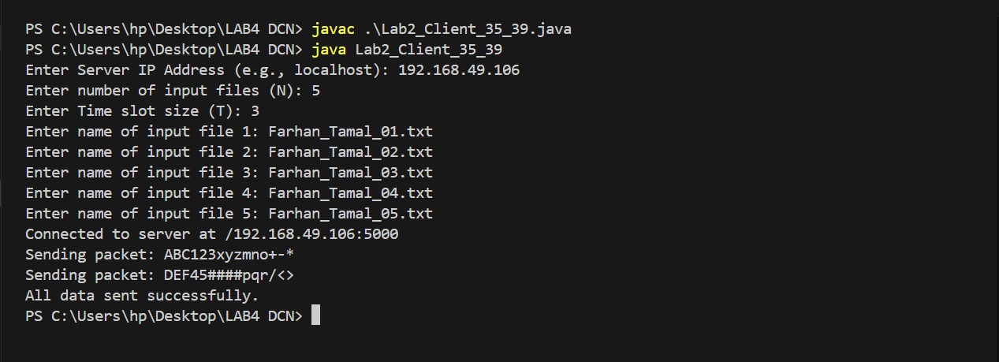 PS C:\Users\hp\Desktop\LAB4 DCN> javac .\Lab2_Client_35_39.java
PS C:\Users\hp\Desktop\LAB4 DCN> java Lab2_Client_35_39
Enter Server IP Address (e.g., localhost): 192.168.49.106
Enter number of input files (N): 5
Enter Time slot size (T): 3
Enter name of input file 1: Farhan_Tamal_01.txt
Enter name of input file 2: Farhan_Tamal_02.txt
Enter name of input file 3: Farhan_Tamal_03.txt
Enter name of input file 4: Farhan_Tamal_04.txt
Enter name of input file 5: Farhan_Tamal_05.txt
Connected to server at /192.168.49.106:5000
Sending packet: ABC123xyzmno+-*
Sending packet: DEF45####pqr/<>
All data sent successfully.
PS C:\Users\hp\Desktop\LAB4 DCN>